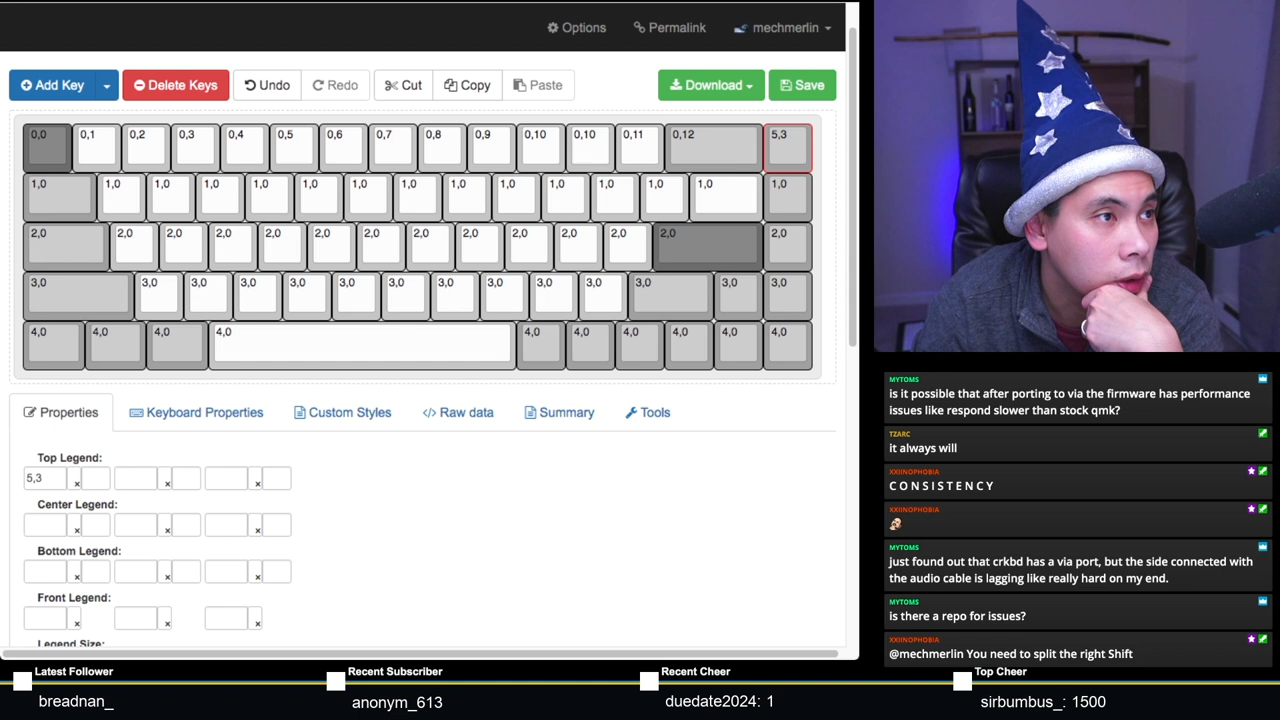 Options Permalink mechmerlin
Add Key Delete Keys Undo Redo Cut Copy Paste Download Save
0,0 0,1 0,2 0,3 0,4 0,5 0,6 0,7 0,8 0,9 0,10 0,10 0,11 0,12 5,3
1,0 1,0 1,0 1,0 1,0 1,0 1,0 1,0 1,0 1,0 1,0 1,0 1,0 1,0 1,0
2,0 2,0 2,0 2,0 2,0 2,0 2,0 2,0 2,0 2,0 2,0 2,0 2,0 2,0
3,0 3,0 3,0 3,0 3,0 3,0 3,0 3,0 3,0 3,0 3,0 3,0 3,0 3,0
4,0 4,0 4,0 4,0 4,0 4,0 4,0 4,0 4,0 4,0
Properties Keyboard Properties Custom Styles Raw data Summary Tools
Top Legend:
5,3 x x x
Center Legend:
x x x
Bottom Legend:
x x x
Front Legend:
x x x
Legend Size:
MYTOMS
is it possible that after porting to via the firmware has performance
issues like respond slower than stock qmk?
TZARC
it always will
XXIINOPHOBIA
C O N S I S T E N C Y
XXIINOPHOBIA
MYTOMS
just found out that crkbd has a via port, but the side connected with
the audio cable is lagging like really hard on my end.
MYTOMS
is there a repo for issues?
XXIINOPHOBIA
@mechmerlin You need to split the right Shift
Latest Follower
breadnan_
Recent Subscriber
anonym_613
Recent Cheer
duedate2024: 1
Top Cheer
sirbumbus_: 1500